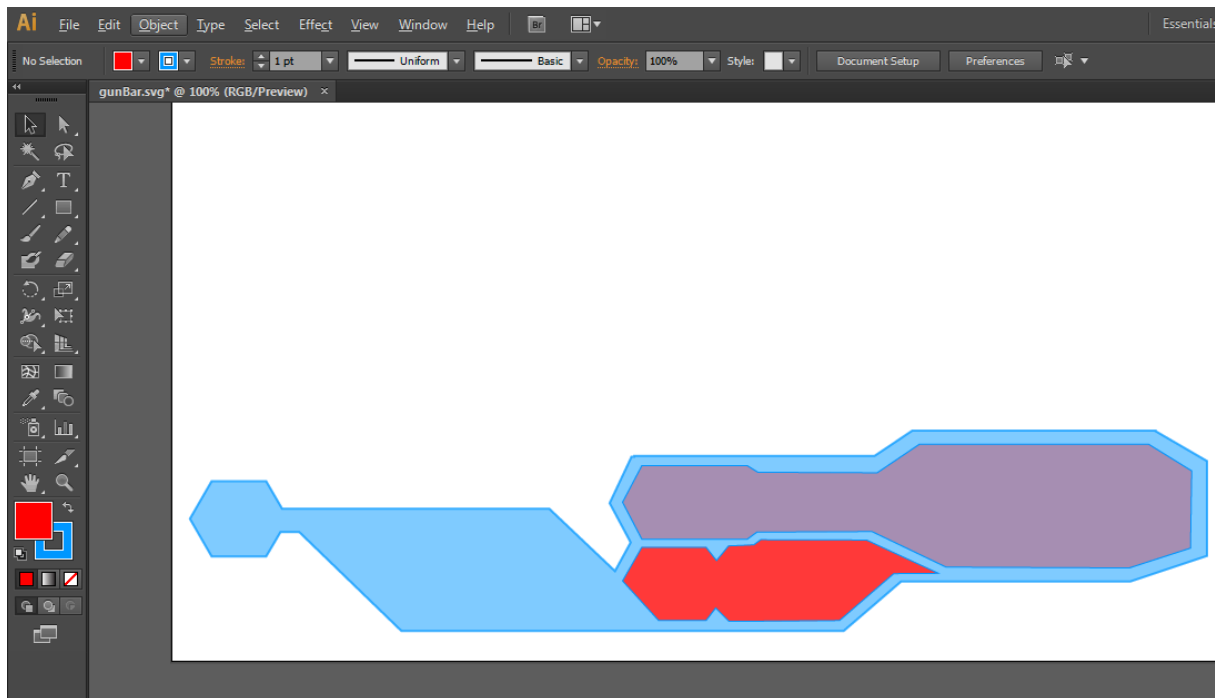 Ai File Edit Object Type Select Effect View Window Help Br Essentials
No Selection Stroke: 1 pt Uniform Basic Opacity: 100% Style: Document Setup Preferences
gunBar.svg* @ 100% (RGB/Preview) ×
T